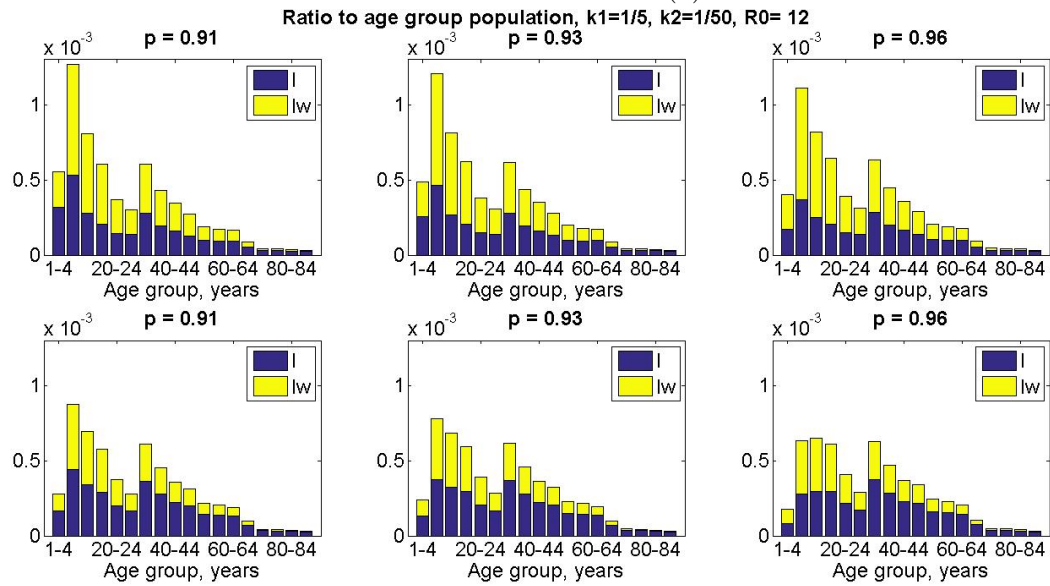 Ratio to age group population, k1=1/5, k2=1/50, R0= 12
p = 0.91
p = 0.93
p = 0.96
x 10-3
x 10-3
x 10-3
I
Iw
I
Iw
I
Iw
1
0.5
0
1
0.5
0
1
0.5
0
1-4 20-24 40-44 60-64 80-84
1-4 20-24 40-44 60-64 80-84
1-4 20-24 40-44 60-64 80-84
Age group, years
Age group, years
Age group, years
p = 0.91
p = 0.93
p = 0.96
x 10-3
x 10-3
x 10-3
I
Iw
I
Iw
I
Iw
1
0.5
0
1
0.5
0
1
0.5
0
1-4 20-24 40-44 60-64 80-84
1-4 20-24 40-44 60-64 80-84
1-4 20-24 40-44 60-64 80-84
Age group, years
Age group, years
Age group, years